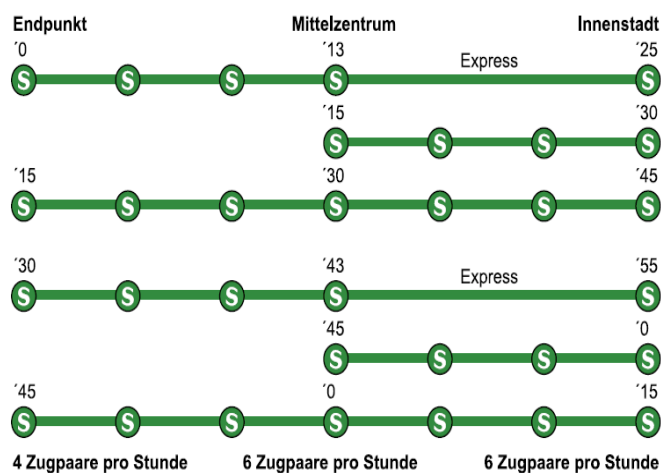 Endpunkt Mittelzentrum Innenstadt
´0 ´13 ´25
Express
S S S S S
´15 ´30
S S S S
´15 ´30 ´45
S S S S S S S
´30 ´43 ´55
Express
S S S S S
´45 ´0
S S S S
´45 ´0 ´15
S S S S S S S
4 Zugpaare pro Stunde 6 Zugpaare pro Stunde 6 Zugpaare pro Stunde